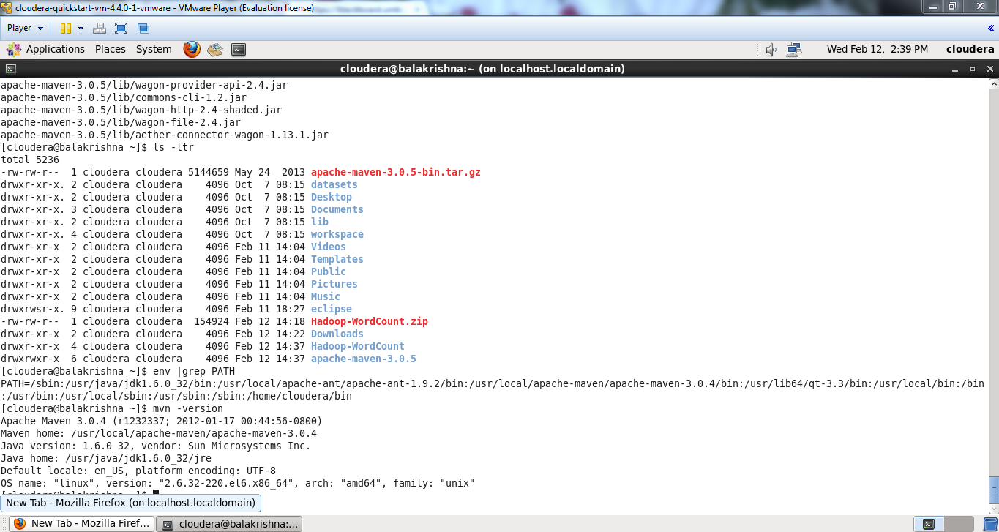 cloudera-quickstart-vm-4.4.0-1-vmware - VMware Player (Evaluation license)
Player
Applications Places System Wed Feb 12, 2:39 PM cloudera
cloudera@balakrishna:~ (on localhost.localdomain)
apache-maven-3.0.5/lib/wagon-provider-api-2.4.jar
apache-maven-3.0.5/lib/commons-cli-1.2.jar
apache-maven-3.0.5/lib/wagon-http-2.4-shaded.jar
apache-maven-3.0.5/lib/wagon-file-2.4.jar
apache-maven-3.0.5/lib/aether-connector-wagon-1.13.1.jar
[cloudera@balakrishna ~]$ ls -ltr
total 5236
-rw-rw-r--  1 cloudera cloudera 5144659 May 24  2013 apache-maven-3.0.5-bin.tar.gz
drwxr-xr-x. 2 cloudera cloudera    4096 Oct  7 08:15 datasets
drwxr-xr-x. 2 cloudera cloudera    4096 Oct  7 08:15 Desktop
drwxr-xr-x. 3 cloudera cloudera    4096 Oct  7 08:15 Documents
drwxr-xr-x. 2 cloudera cloudera    4096 Oct  7 08:15 lib
drwxr-xr-x. 4 cloudera cloudera    4096 Oct  7 08:15 workspace
drwxr-xr-x  2 cloudera cloudera    4096 Feb 11 14:04 Videos
drwxr-xr-x  2 cloudera cloudera    4096 Feb 11 14:04 Templates
drwxr-xr-x  2 cloudera cloudera    4096 Feb 11 14:04 Public
drwxr-xr-x  2 cloudera cloudera    4096 Feb 11 14:04 Pictures
drwxr-xr-x  2 cloudera cloudera    4096 Feb 11 14:04 Music
drwxrwsr-x. 9 cloudera cloudera    4096 Feb 11 18:27 eclipse
-rw-rw-r--  1 cloudera cloudera  154924 Feb 12 14:18 Hadoop-WordCount.zip
drwxr-xr-x  2 cloudera cloudera    4096 Feb 12 14:22 Downloads
drwxr-xr-x  4 cloudera cloudera    4096 Feb 12 14:37 Hadoop-WordCount
drwxrwxr-x  6 cloudera cloudera    4096 Feb 12 14:37 apache-maven-3.0.5
[cloudera@balakrishna ~]$ env |grep PATH
PATH=/sbin:/usr/java/jdk1.6.0_32/bin:/usr/local/apache-ant/apache-ant-1.9.2/bin:/usr/local/apache-maven/apache-maven-3.0.4/bin:/usr/lib64/qt-3.3/bin:/usr/local/bin:/bin
:/usr/bin:/usr/local/sbin:/usr/sbin:/sbin:/home/cloudera/bin
[cloudera@balakrishna ~]$ mvn -version
Apache Maven 3.0.4 (r1232337; 2012-01-17 00:44:56-0800)
Maven home: /usr/local/apache-maven/apache-maven-3.0.4
Java version: 1.6.0_32, vendor: Sun Microsystems Inc.
Java home: /usr/java/jdk1.6.0_32/jre
Default locale: en_US, platform encoding: UTF-8
OS name: "linux", version: "2.6.32-220.el6.x86_64", arch: "amd64", family: "unix"
[cloudera@balakrishna ~]$
New Tab - Mozilla Firefox (on localhost.localdomain)
New Tab - Mozilla Firef... cloudera@balakrishna:...